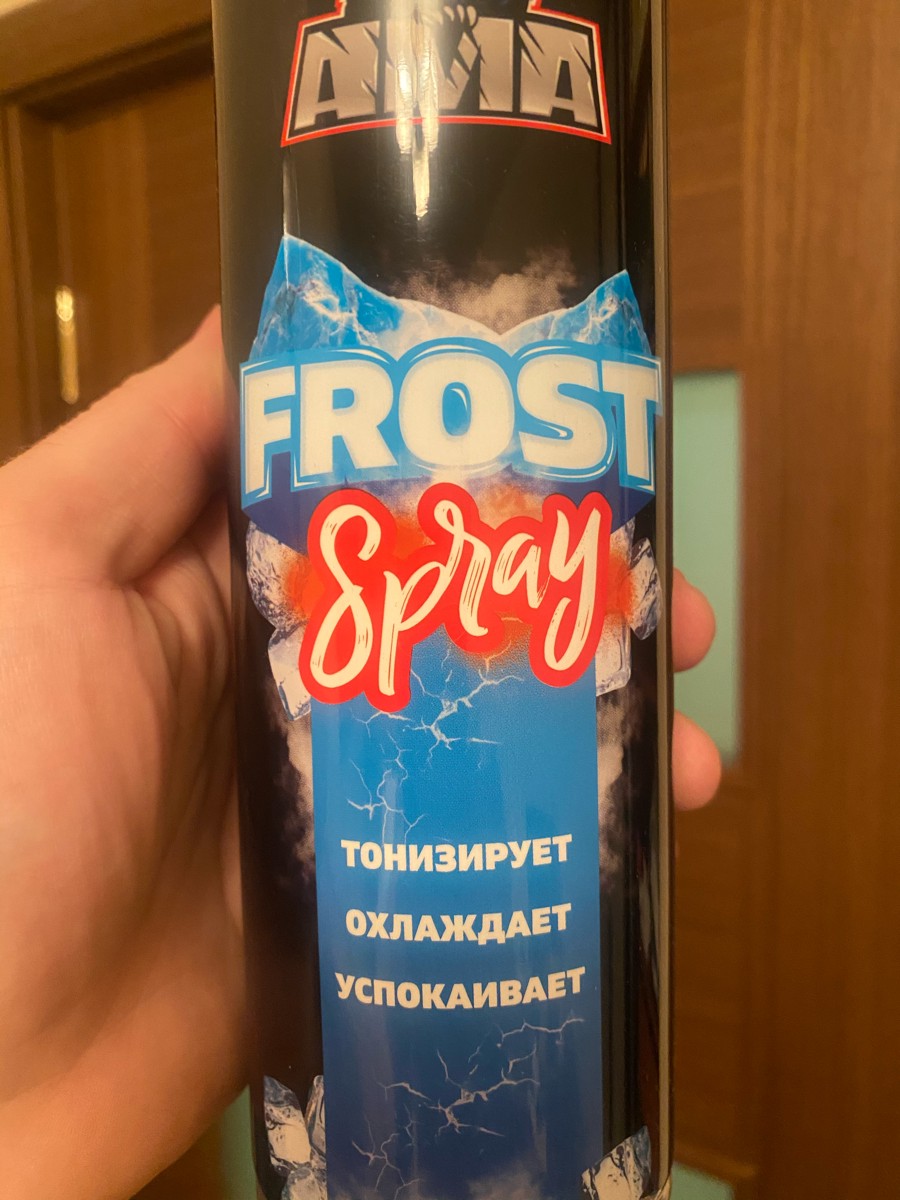 AMA
FROST
Spray
ТОНИЗИРУЕТ
ОХЛАЖДАЕТ
УСПОКАИВАЕТ